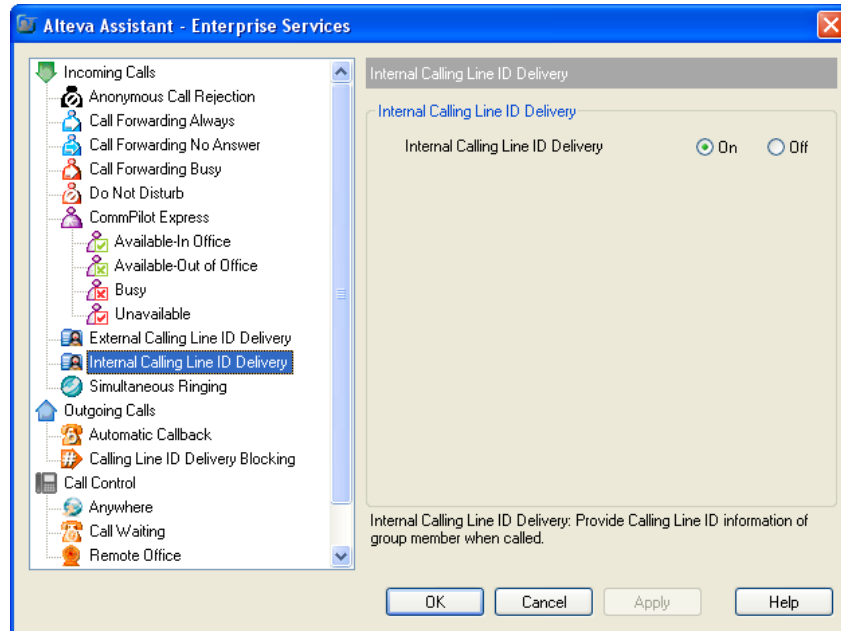 Alteva Assistant - Enterprise Services
Incoming Calls
Anonymous Call Rejection
Call Forwarding Always
Call Forwarding No Answer
Call Forwarding Busy
Do Not Disturb
CommPilot Express
Available-In Office
Available-Out of Office
Busy
Unavailable
External Calling Line ID Delivery
Internal Calling Line ID Delivery
Simultaneous Ringing
Outgoing Calls
Automatic Callback
Calling Line ID Delivery Blocking
Call Control
Anywhere
Call Waiting
Remote Office
Internal Calling Line ID Delivery
Internal Calling Line ID Delivery
Internal Calling Line ID Delivery On Off
Internal Calling Line ID Delivery: Provide Calling Line ID information of
group member when called.
OK Cancel Apply Help